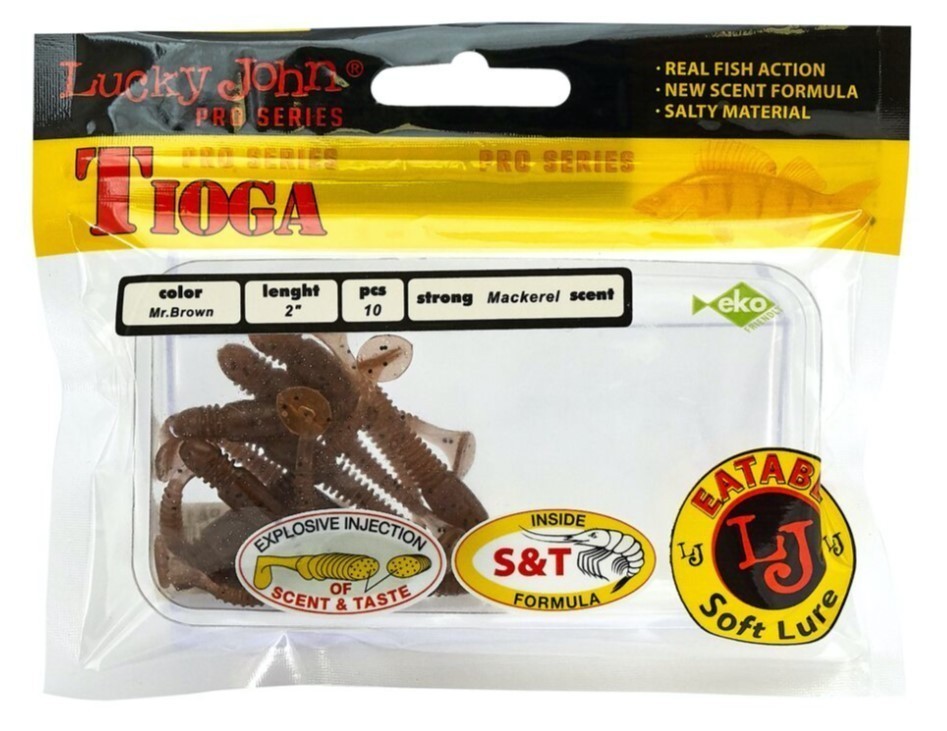 Lucky John®
PRO SERIES
· REAL FISH ACTION
· NEW SCENT FORMULA
· SALTY MATERIAL
PRO SERIES PRO SERIES
TIOGA
color
Mr.Brown
lenght
2"
pcs
10
strong Mackerel scent
eko
FRIENDLY
EXPLOSIVE INJECTION
OF
SCENT & TASTE
INSIDE
S&T
FORMULA
EATABL
LJ LJ LJ
Soft Lure